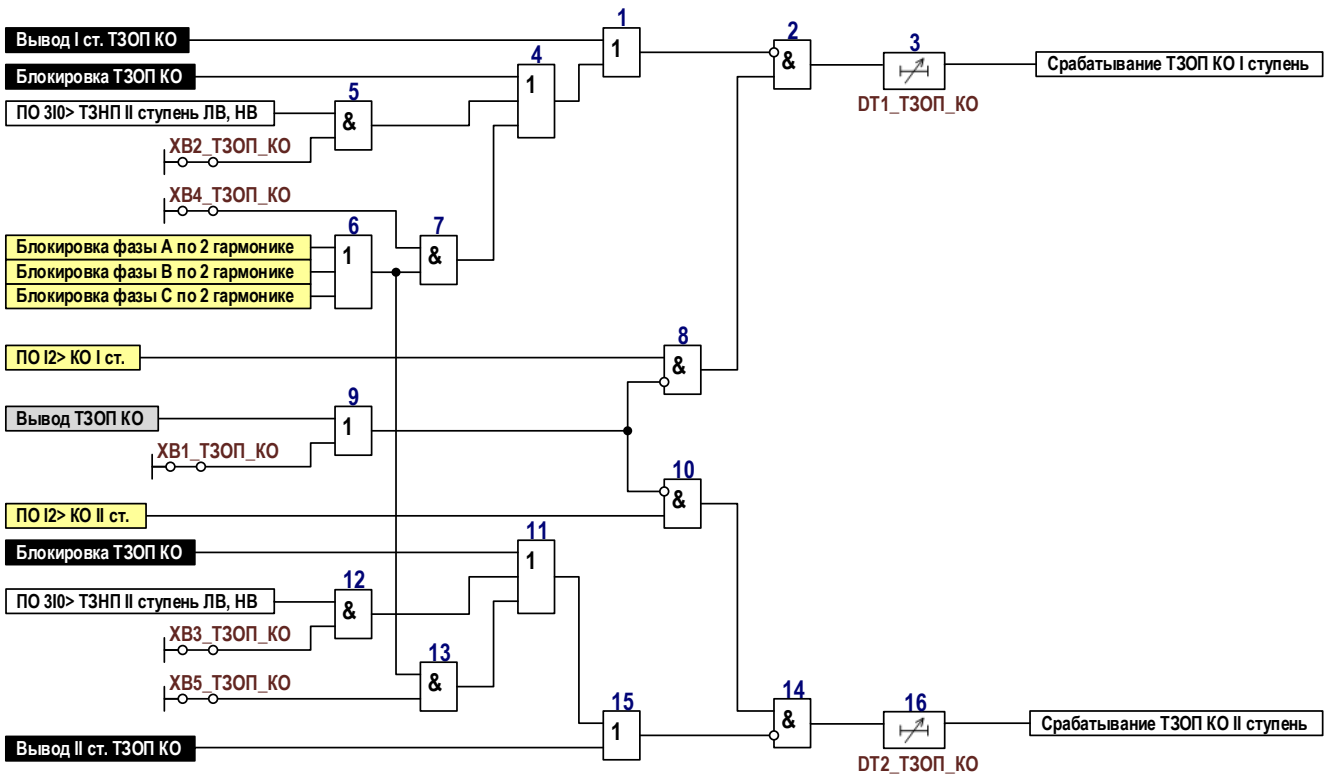 1
Вывод I ст. ТЗОП КО
1
2
&
3
Срабатывание ТЗОП КО I ступень
DT1_ТЗОП_КО
4
Блокировка ТЗОП КО
1
5
ПО 3I0> ТЗНП II ступень ЛВ, НВ
&
XB2_ТЗОП_КО
XB4_ТЗОП_КО
6
7
Блокировка фазы А по 2 гармонике
1
&
Блокировка фазы В по 2 гармонике
Блокировка фазы С по 2 гармонике
8
ПО I2> КО I ст.
&
9
Вывод ТЗОП КО
1
XB1_ТЗОП_КО
10
&
ПО I2> КО II ст.
11
Блокировка ТЗОП КО
1
12
ПО 3I0> ТЗНП II ступень ЛВ, НВ
&
XB3_ТЗОП_КО
13
&
XB5_ТЗОП_КО
14
&
15
1
16
Срабатывание ТЗОП КО II ступень
Вывод II ст. ТЗОП КО
DT2_ТЗОП_КО